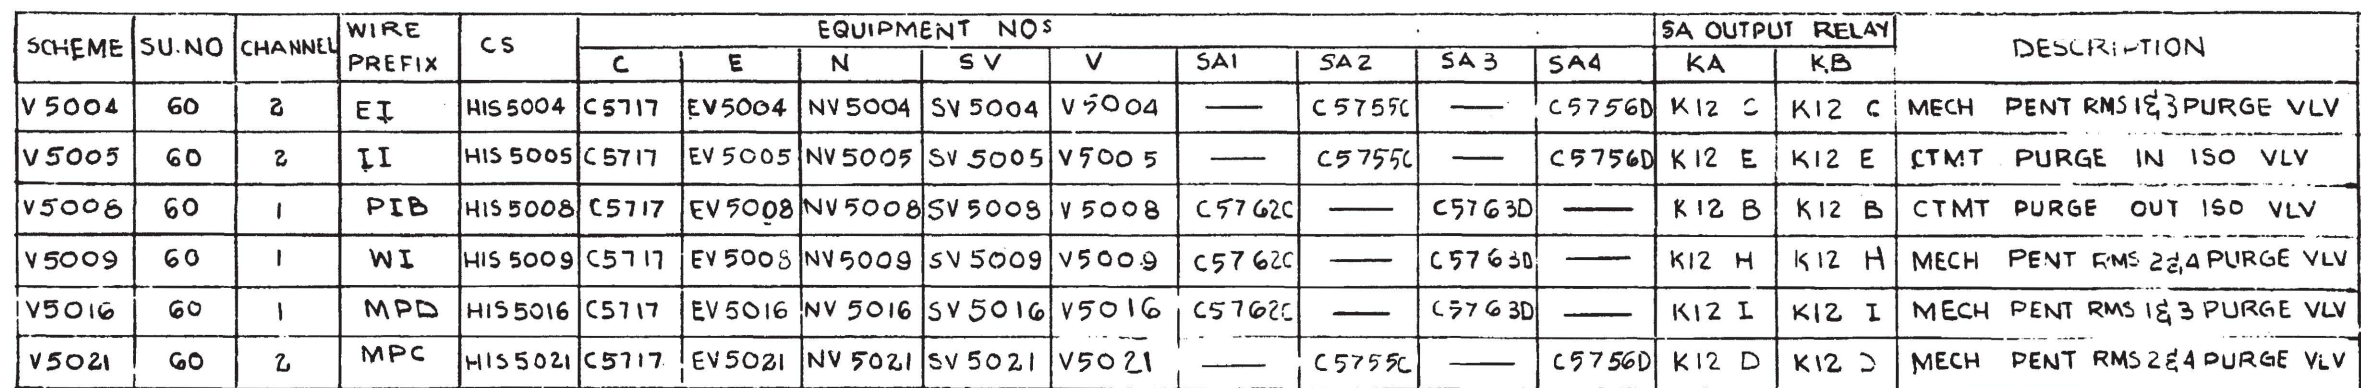 SCHEME SU.NO CHANNEL WIRE PREFIX CS EQUIPMENT NOS SA OUTPUT RELAY DESCRIPTION
C E N SV V SA1 SA2 SA3 SA4 KA KB
V5004 60 2 EI HIS5004 C5717 EV5004 NV5004 SV5004 V5004 — C5755C — C5756D K12 C K12 C MECH PENT RMS 1&3 PURGE VLV
V5005 60 2 II HIS5005 C5717 EV5005 NV5005 SV5005 V5005 — C5755C — C5756D K12 E K12 E CTMT PURGE IN ISO VLV
V5008 60 1 PIB HIS5008 C5717 EV5008 NV5008 SV5008 V5008 C5762C — C5763D — K12 B K12 B CTMT PURGE OUT ISO VLV
V5009 60 1 WI HIS5009 C5717 EV5009 NV5009 SV5009 V5009 C5762C — C5763D — K12 H K12 H MECH PENT RMS 2&4 PURGE VLV
V5016 60 1 MPD HIS5016 C5717 EV5016 NV5016 SV5016 V5016 C5762C — C5763D — K12 I K12 I MECH PENT RMS 1&3 PURGE VLV
V5021 60 2 MPC HIS5021 C5717 EV5021 NV5021 SV5021 V5021 — C5755C — C5756D K12 D K12 D MECH PENT RMS 2&4 PURGE VLV